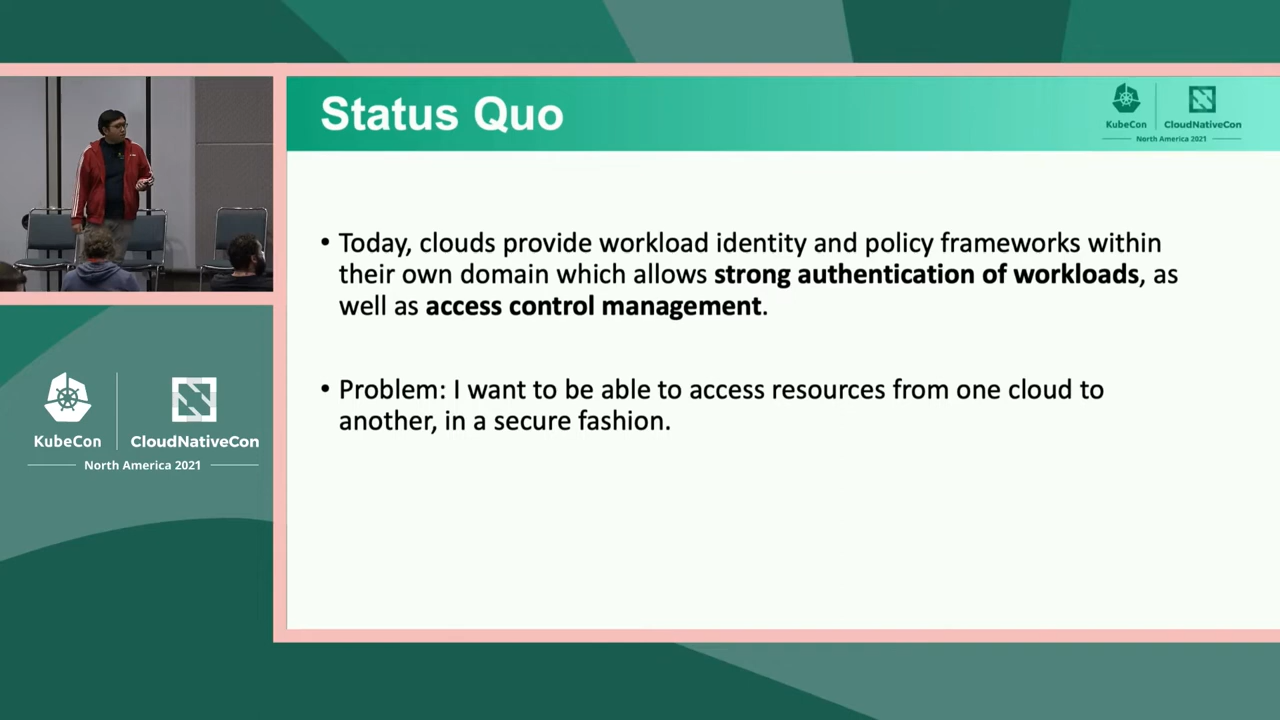 Status Quo
KubeCon
CloudNativeCon
North America 2021
• Today, clouds provide workload identity and policy frameworks within
their own domain which allows strong authentication of workloads, as
well as access control management.
• Problem: I want to be able to access resources from one cloud to
another, in a secure fashion.
KubeCon
CloudNativeCon
North America 2021